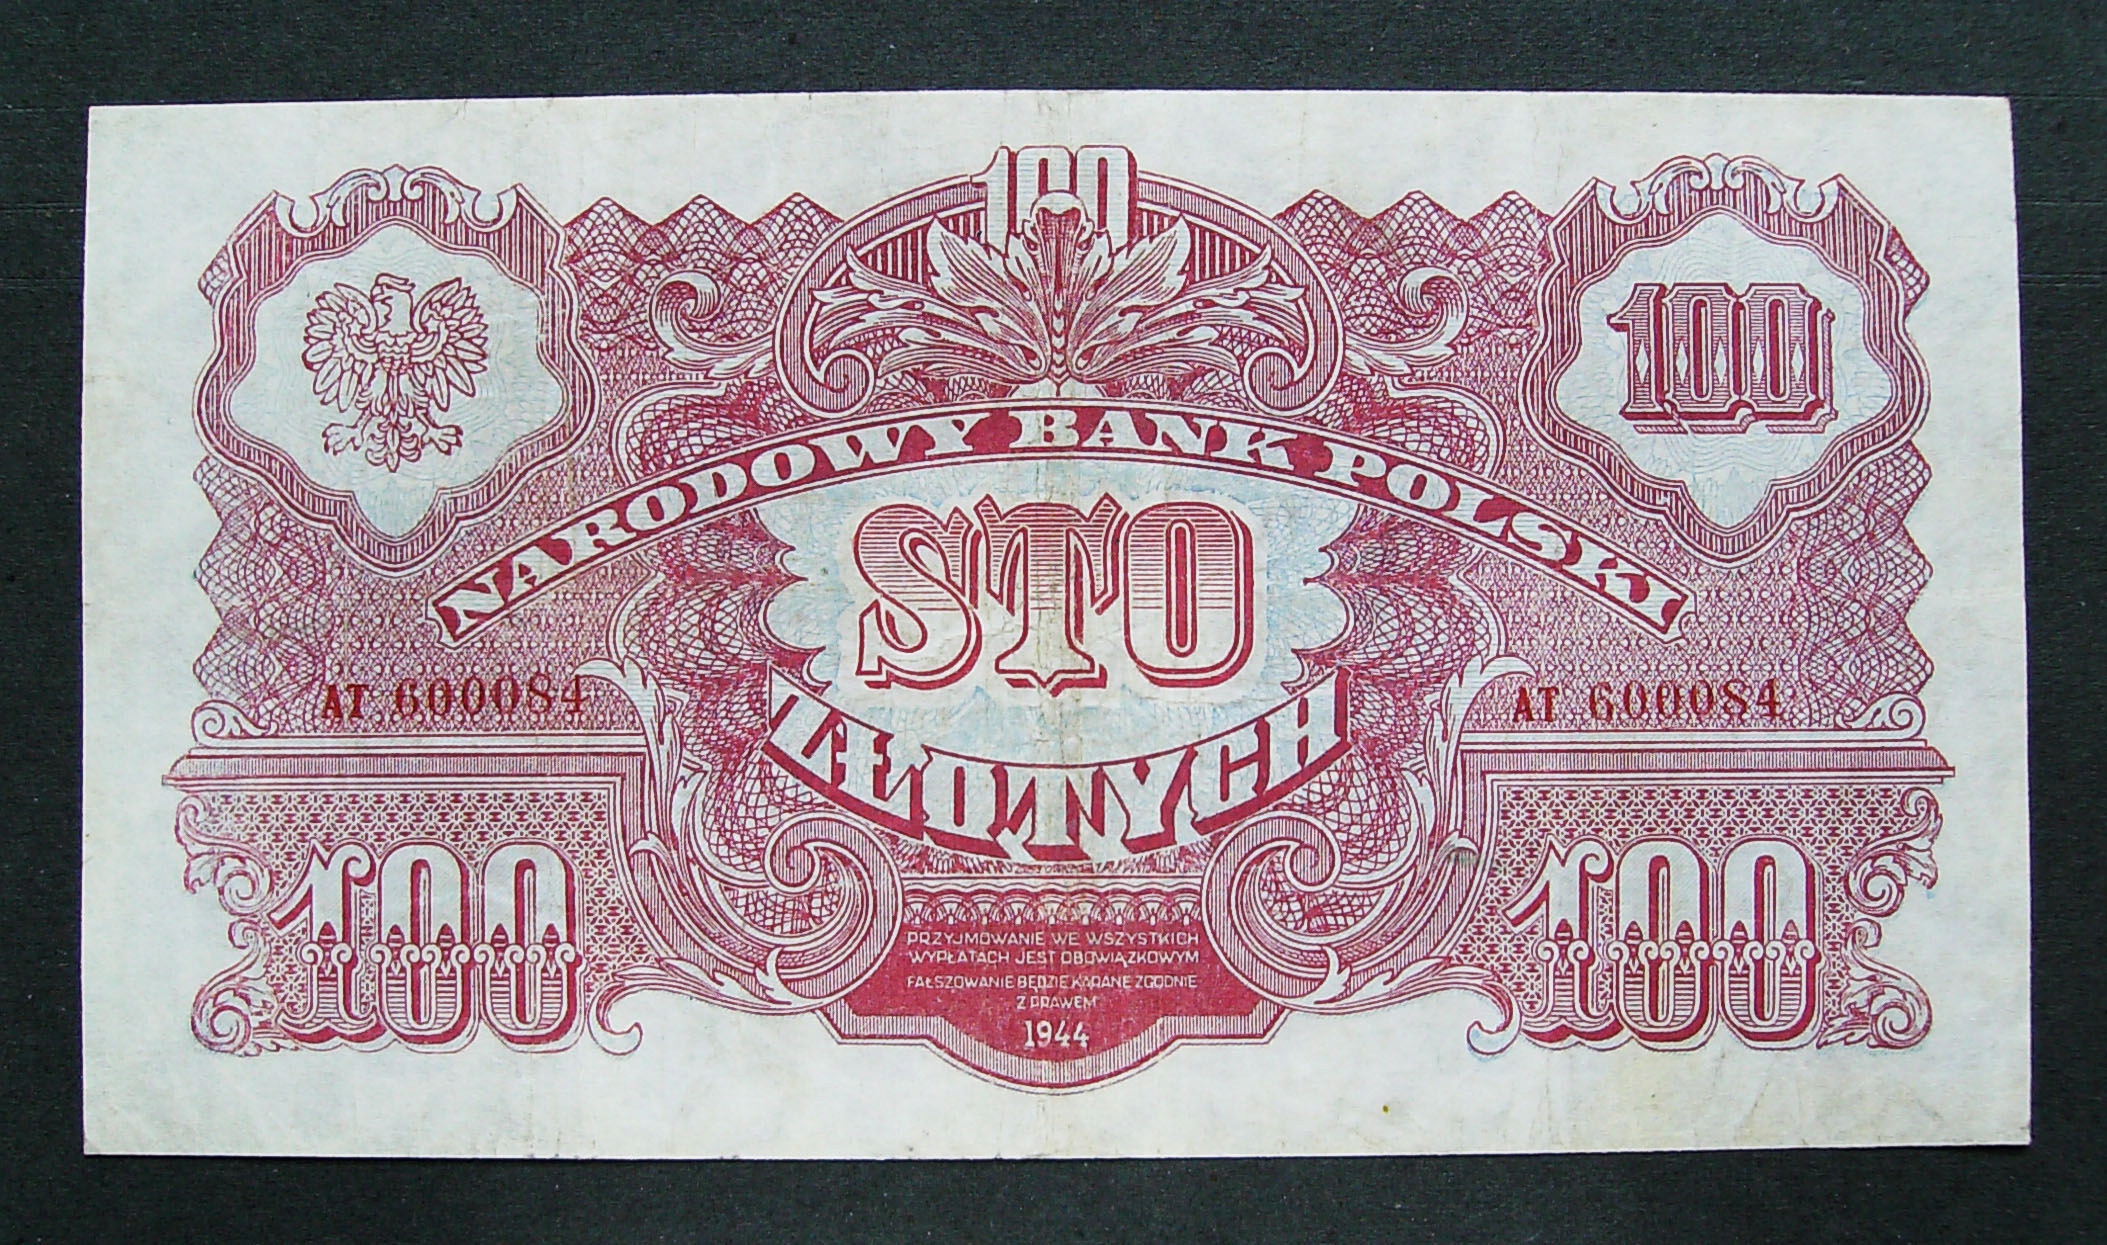 100
100
NARODOWY BANK POLSKI
STO
ZŁOTYCH
AT 600084
AT 600084
100
100
PRZYJMOWANIE WE WSZYSTKICH
WYPŁATACH JEST OBOWIĄZKOWYM
FAŁSZOWANIE BĘDZIE KARANE ZGODNIE
Z PRAWEM
1944